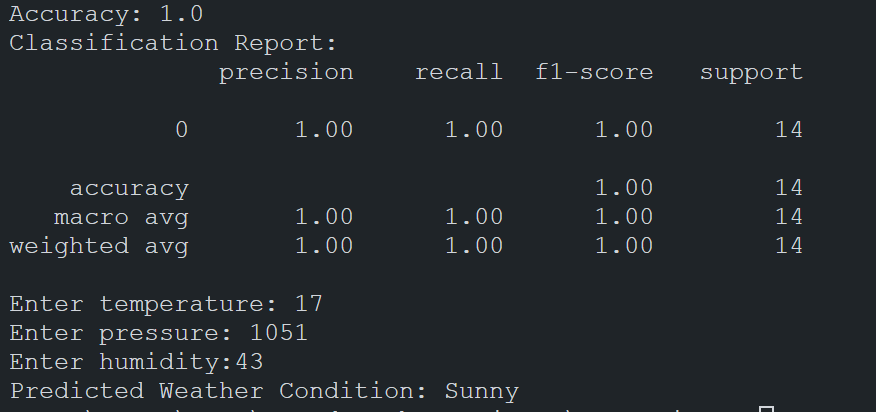 Accuracy: 1.0
Classification Report:
precision recall f1-score support
0 1.00 1.00 1.00 14
accuracy 1.00 14
macro avg 1.00 1.00 1.00 14
weighted avg 1.00 1.00 1.00 14
Enter temperature: 17
Enter pressure: 1051
Enter humidity:43
Predicted Weather Condition: Sunny